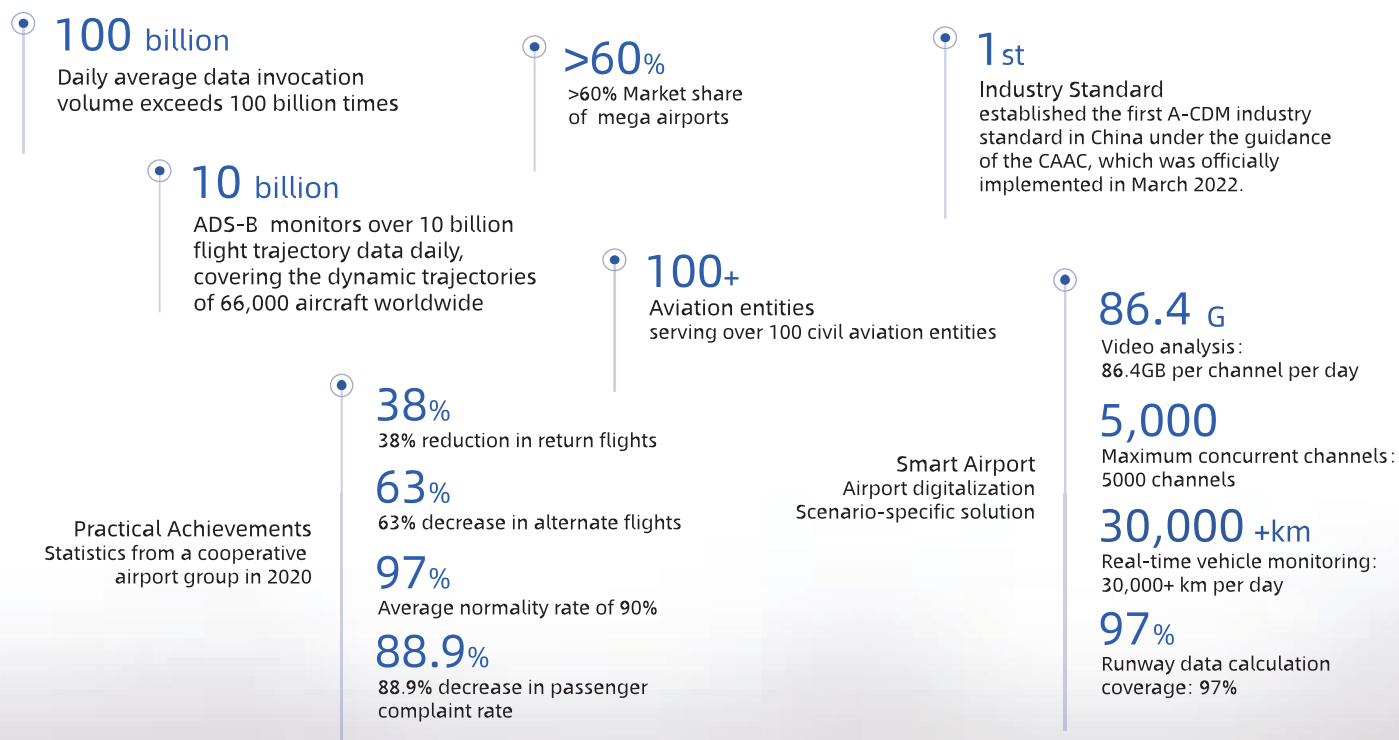 100 billion
Daily average data invocation
volume exceeds 100 billion times
>60%
>60% Market share
of mega airports
1st
Industry Standard
established the first A-CDM industry
standard in China under the guidance
of the CAAC, which was officially
implemented in March 2022.
10 billion
ADS-B monitors over 10 billion
flight trajectory data daily,
covering the dynamic trajectories
of 66,000 aircraft worldwide
100+
Aviation entities
serving over 100 civil aviation entities
Practical Achievements
Statistics from a cooperative
airport group in 2020
38%
38% reduction in return flights
63%
63% decrease in alternate flights
97%
Average normality rate of 90%
88.9%
88.9% decrease in passenger
complaint rate
Smart Airport
Airport digitalization
Scenario-specific solution
86.4 G
Video analysis:
86.4GB per channel per day
5,000
Maximum concurrent channels:
5000 channels
30,000 +km
Real-time vehicle monitoring:
30,000+ km per day
97%
Runway data calculation
coverage: 97%